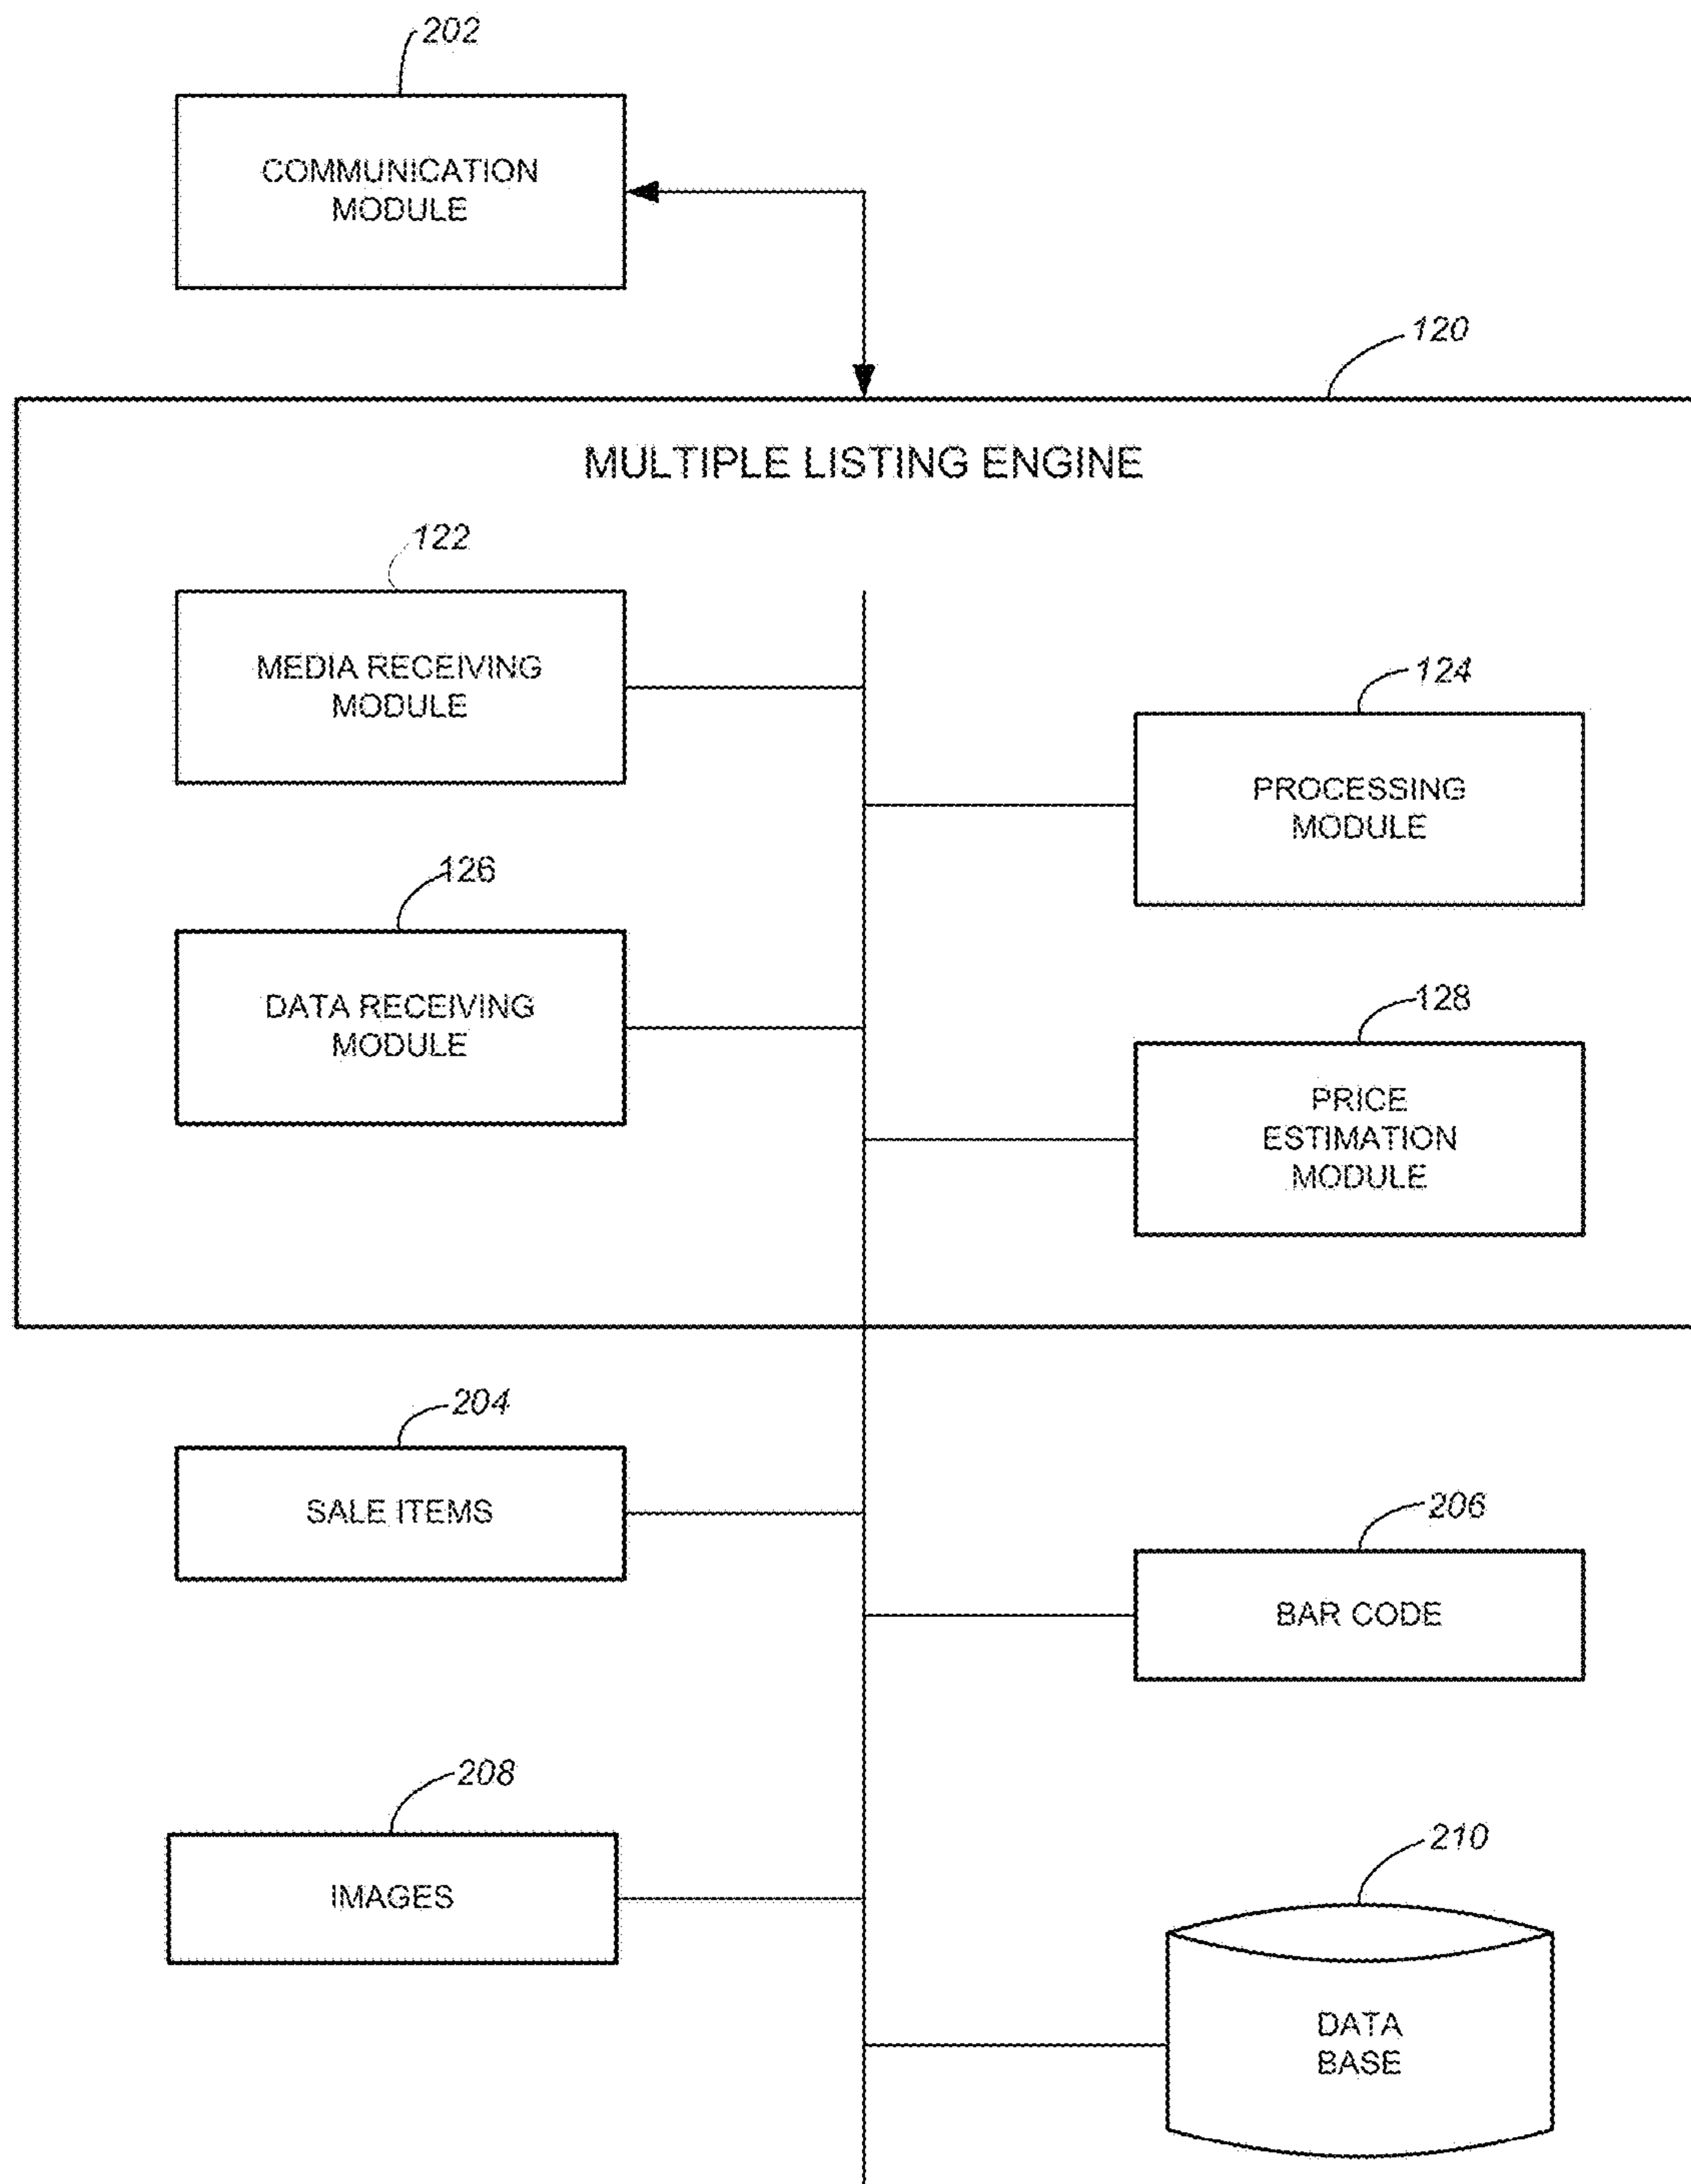 202
COMMUNICATION
MODULE
120
MULTIPLE LISTING ENGINE
122
MEDIA RECEIVING
MODULE
124
PROCESSING
MODULE
126
DATA RECEIVING
MODULE
128
PRICE
ESTIMATION
MODULE
204
SALE ITEMS
206
BAR CODE
208
IMAGES
210
DATA
BASE